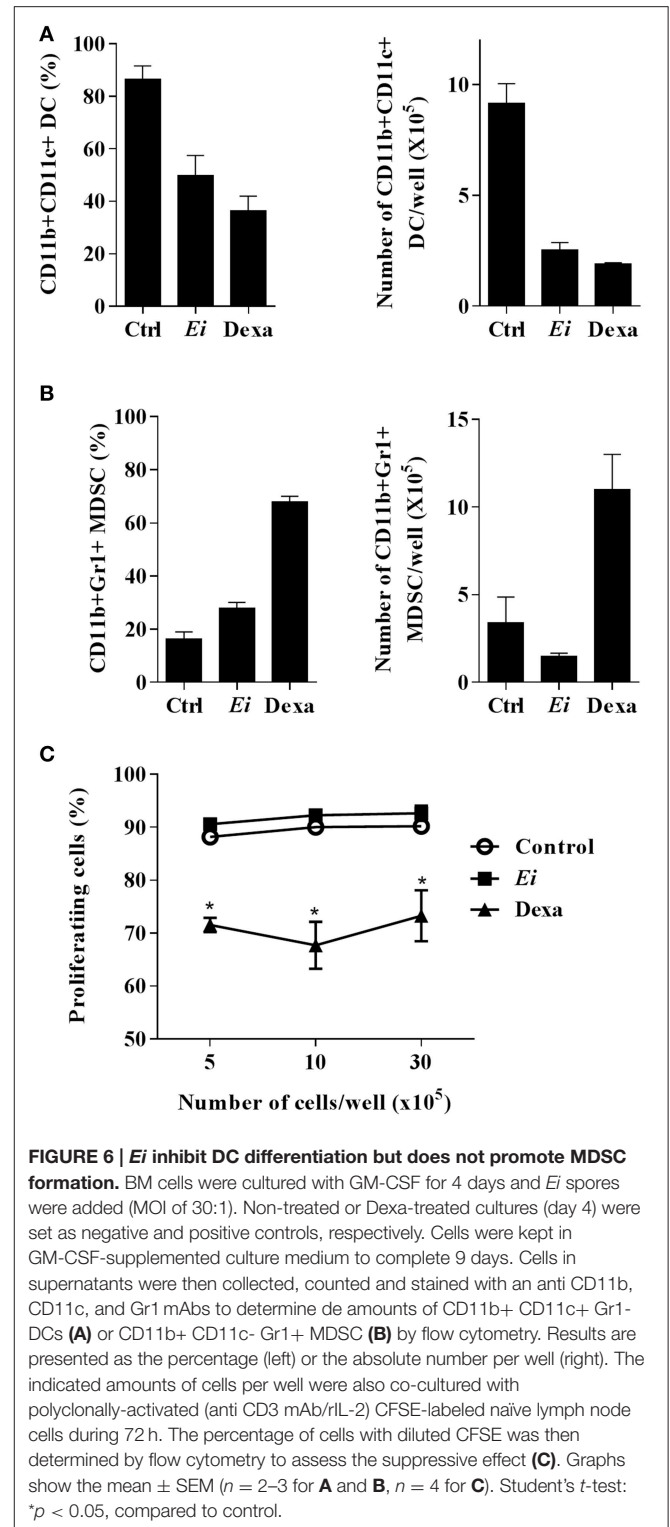 A
CD11b+CD11c+ DC (%)
100
80
60
40
20
0
Ctrl Ei Dexa
Number of CD11b+CD11c+
DC/well (X10⁵)
10
5
0
Ctrl Ei Dexa
B
CD11b+Gr1+ MDSC (%)
100
80
60
40
20
0
Ctrl Ei Dexa
Number of CD11b+Gr1+
MDSC/well (X10⁵)
15
10
5
0
Ctrl Ei Dexa
C
Proliferatiing cells (%)
100
90
80
70
60
50
* * *
5 10 30
Number of cells/well (x10⁵)
Control
Ei
Dexa
FIGURE 6 | Ei inhibit DC differentiation but does not promote MDSC
formation. BM cells were cultured with GM-CSF for 4 days and Ei spores
were added (MOI of 30:1). Non-treated or Dexa-treated cultures (day 4) were
set as negative and positive controls, respectively. Cells were kept in
GM-CSF-supplemented culture medium to complete 9 days. Cells in
supernatants were then collected, counted and stained with an anti CD11b,
CD11c, and Gr1 mAbs to determine de amounts of CD11b+ CD11c+ Gr1-
DCs (A) or CD11b+ CD11c- Gr1+ MDSC (B) by flow cytometry. Results are
presented as the percentage (left) or the absolute number per well (right). The
indicated amounts of cells per well were also co-cultured with
polyclonally-activated (anti CD3 mAb/rIL-2) CFSE-labeled naïve lymph node
cells during 72 h. The percentage of cells with diluted CFSE was then
determined by flow cytometry to assess the suppressive effect (C). Graphs
show the mean ± SEM (n = 2–3 for A and B, n = 4 for C). Student's t-test:
*p < 0.05, compared to control.